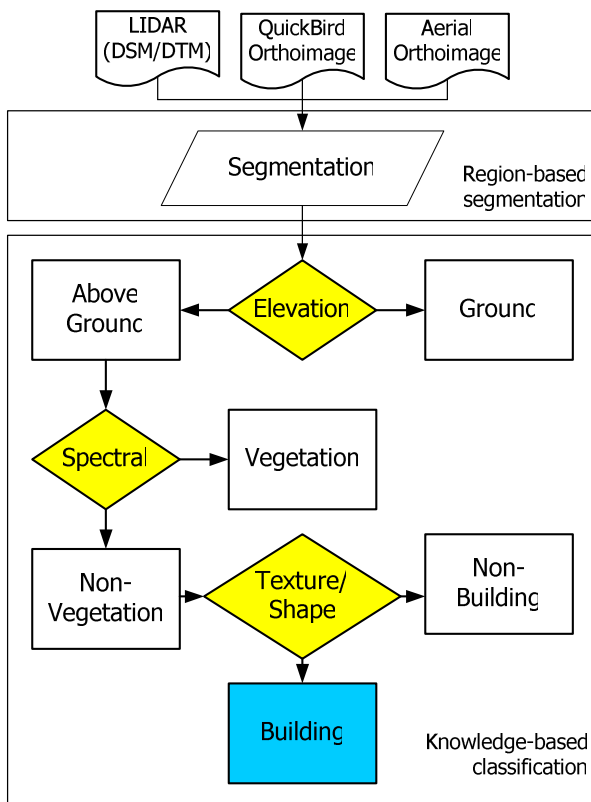 LIDAR
(DSM/DTM)
QuickBird
Orthoimage
Aerial
Orthoimage
Segmentation
Region-based
segmentation
Above
Ground
Elevation
Ground
Spectral
Vegetation
Non-
Vegetation
Texture/
Shape
Non-
Building
Building
Knowledge-based
classification